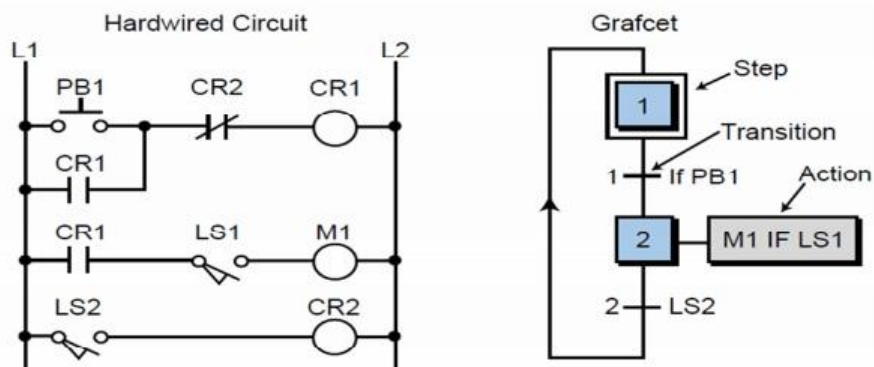 Hardwired Circuit
L1
L2
PB1
CR2
CR1
CR1
CR1
LS1
M1
LS2
CR2
Grafcet
Step
1
Transition
1 If PB1
Action
2
M1 IF LS1
2 LS2